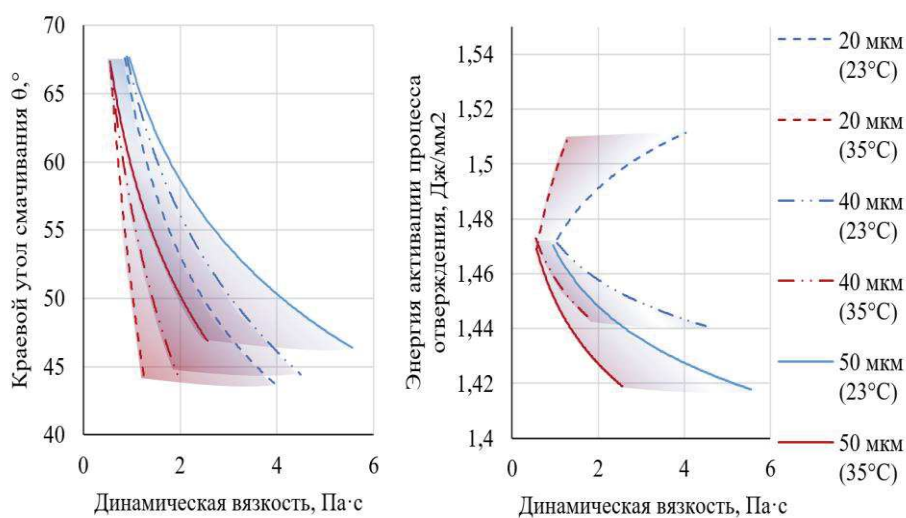 Краевой угол смачивания θ,°
70
65
60
55
50
45
40
0
2
4
6
Динамическая вязкость, Па·с
Энергия активации процесса
отверждения, Дж/мм2
1,54
1,52
1,5
1,48
1,46
1,44
1,42
1,4
0
2
4
6
Динамическая вязкость, Па·с
20 мкм
(23°C)
20 мкм
(35°C)
40 мкм
(23°C)
40 мкм
(35°C)
50 мкм
(23°C)
50 мкм
(35°C)